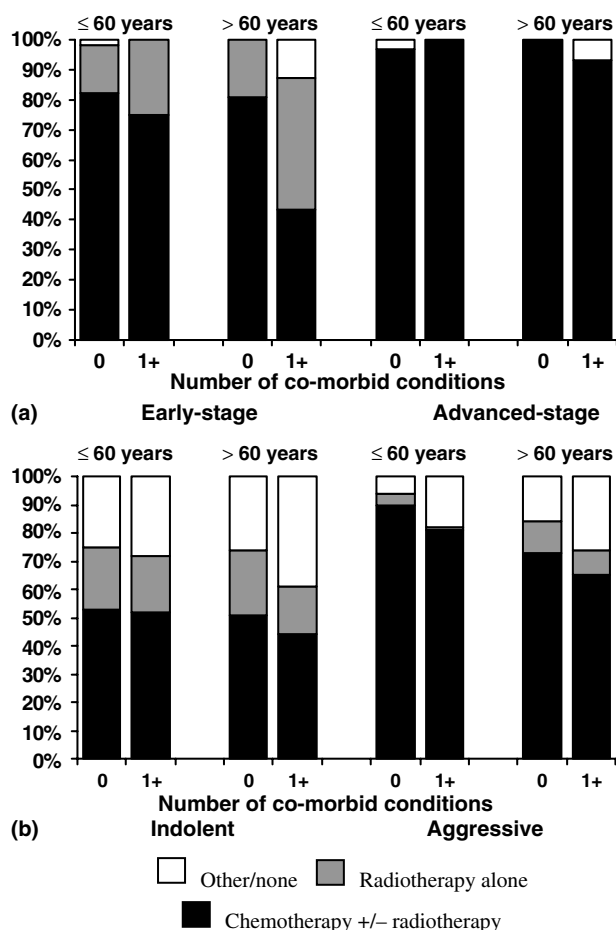 ≤ 60 years > 60 years ≤ 60 years > 60 years
100%
90%
80%
70%
60%
50%
40%
30%
20%
10%
0%
0 1+ 0 1+ 0 1+ 0 1+
Number of co-morbid conditions
(a) Early-stage Advanced-stage
≤ 60 years > 60 years ≤ 60 years > 60 years
100%
90%
80%
70%
60%
50%
40%
30%
20%
10%
0%
0 1+ 0 1+ 0 1+ 0 1+
Number of co-morbid conditions
(b) Indolent Aggressive
Other/none Radiotherapy alone
Chemotherapy +/– radiotherapy